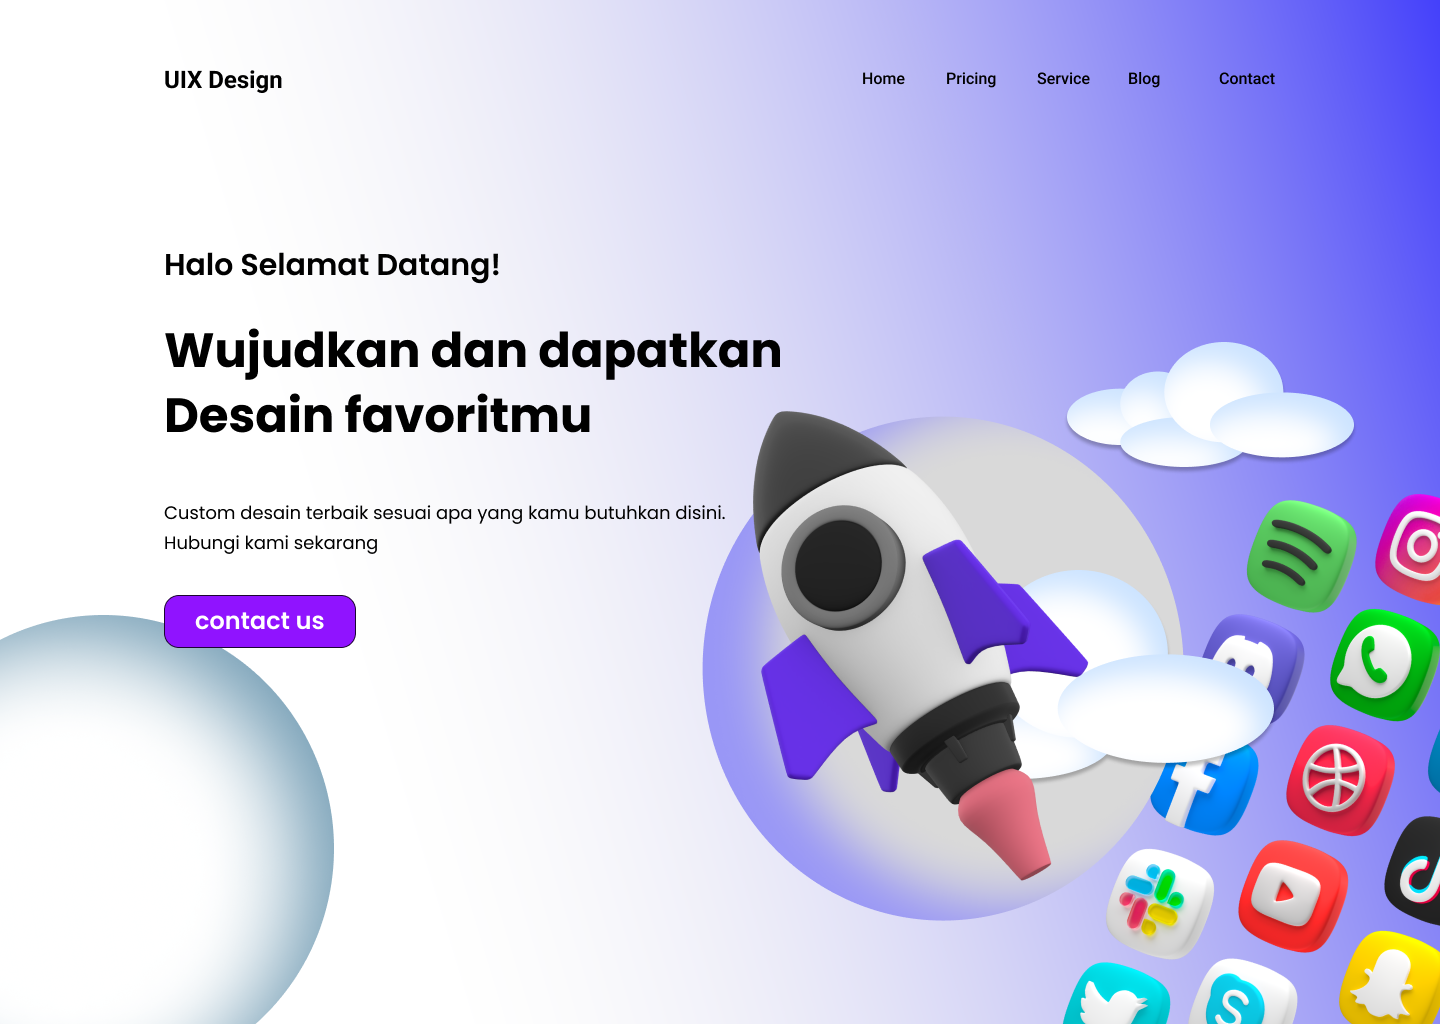 UIX Design
Home Pricing Service Blog Contact
Halo Selamat Datang!
Wujudkan dan dapatkan
Desain favoritmu
Custom desain terbaik sesuai apa yang kamu butuhkan disini.
Hubungi kami sekarang
contact us